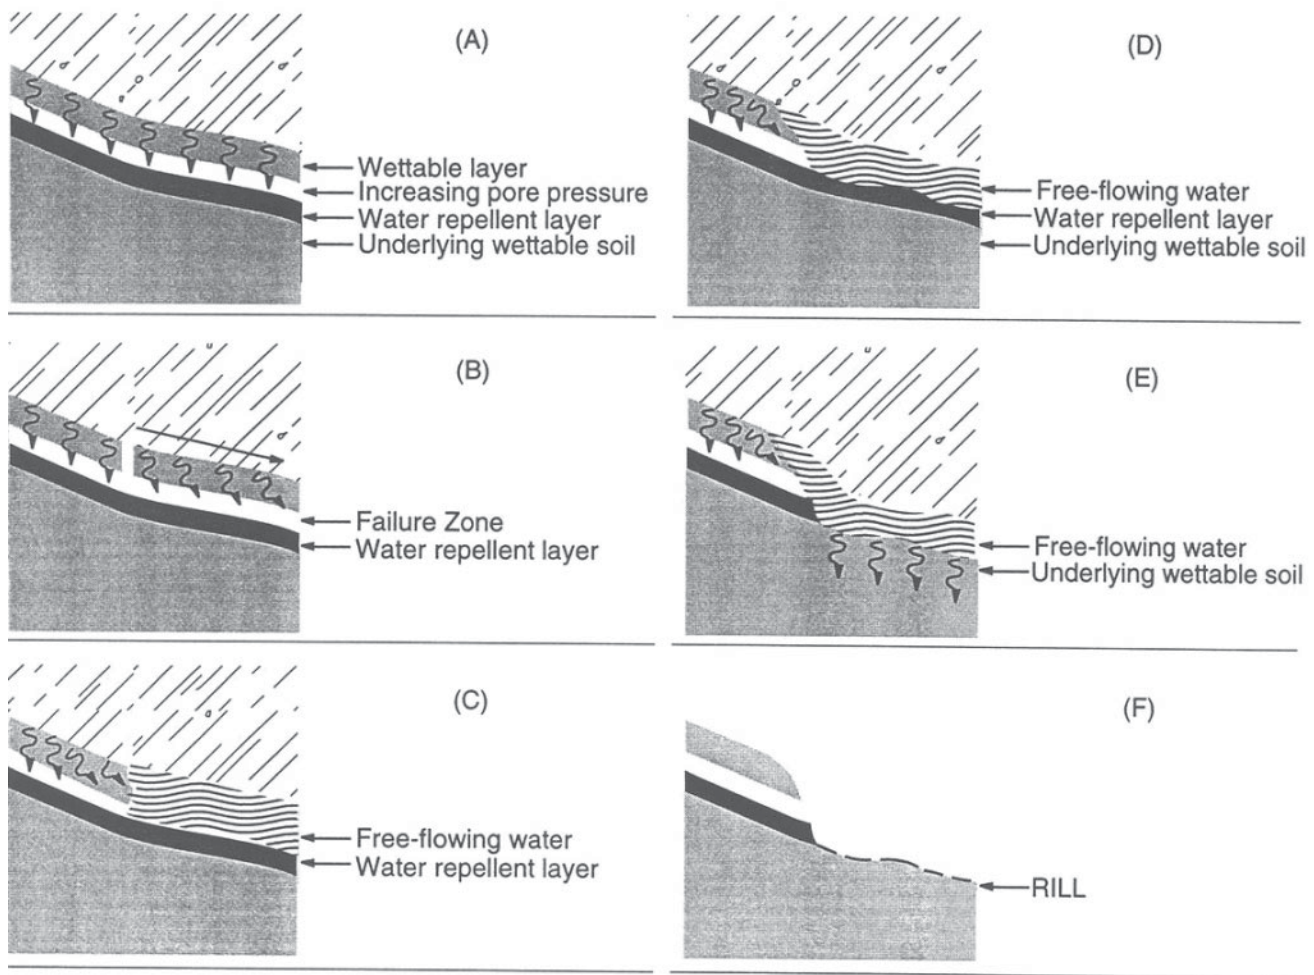 (A)
Wettable layer
Increasing pore pressure
Water repellent layer
Underlying wettable soil
(B)
Failure Zone
Water repellent layer
(C)
Free-flowing water
Water repellent layer
(D)
Free-flowing water
Water repellent layer
Underlying wettable soil
(E)
Free-flowing water
Underlying wettable soil
(F)
RILL